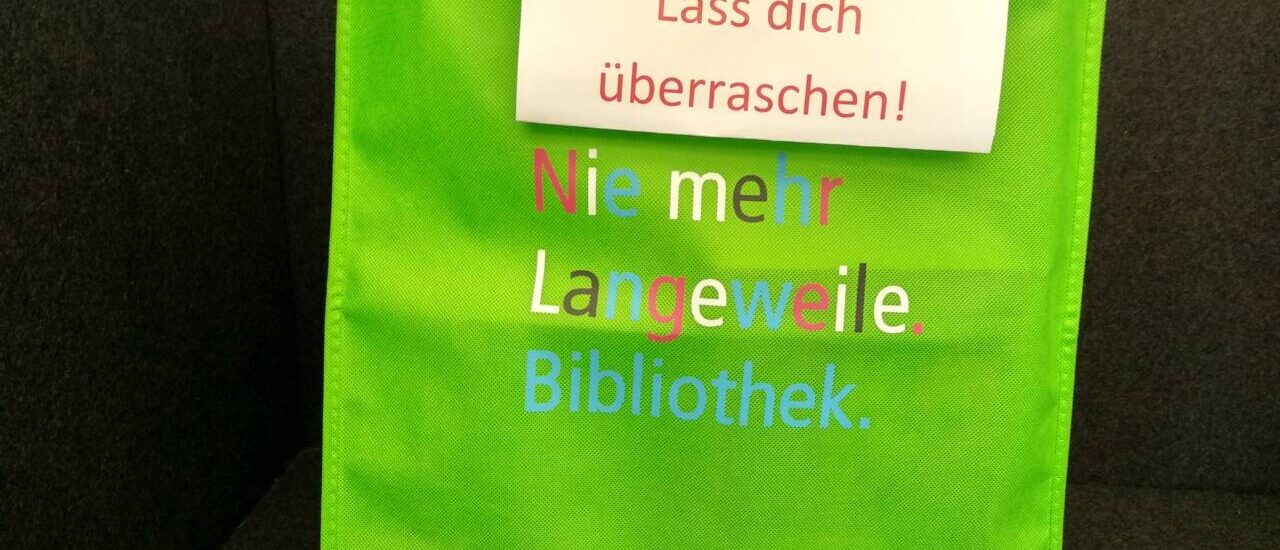 Lass dich
überraschen!
Nie mehr
Langeweile.
Bibliothek.